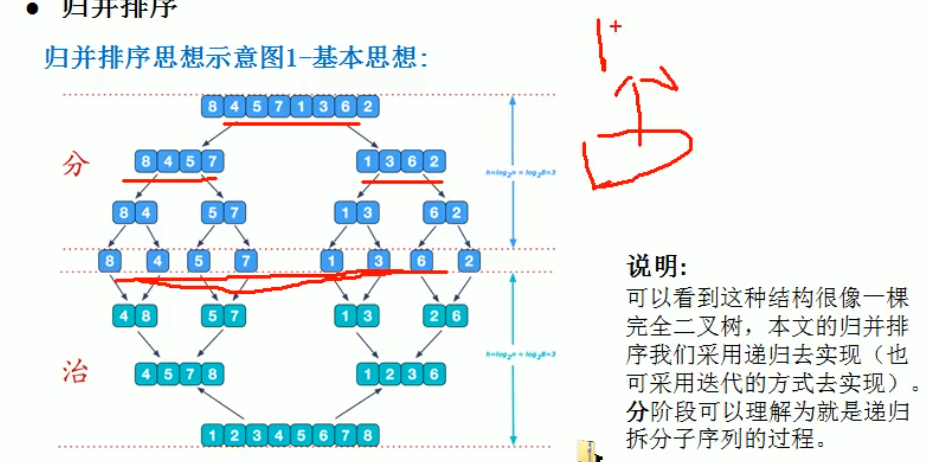 ● 归并排序
归并排序思想示意图1-基本思想:
8 4 5 7 1 3 6 2
分
8 4 5 7 1 3 6 2
h=log₂n = log₂8=3
8 4 5 7 1 3 6 2
8 4 5 7 1 3 6 2
4 8 5 7 1 3 2 6
h=log₂n = log₂8=3
治
4 5 7 8 1 2 3 6
1 2 3 4 5 6 7 8
说明:
可以看到这种结构很像一棵
完全二叉树，本文的归并排
序我们采用递归去实现（也
可采用迭代的方式去实现）。
分阶段可以理解为就是递归
拆分子序列的过程。